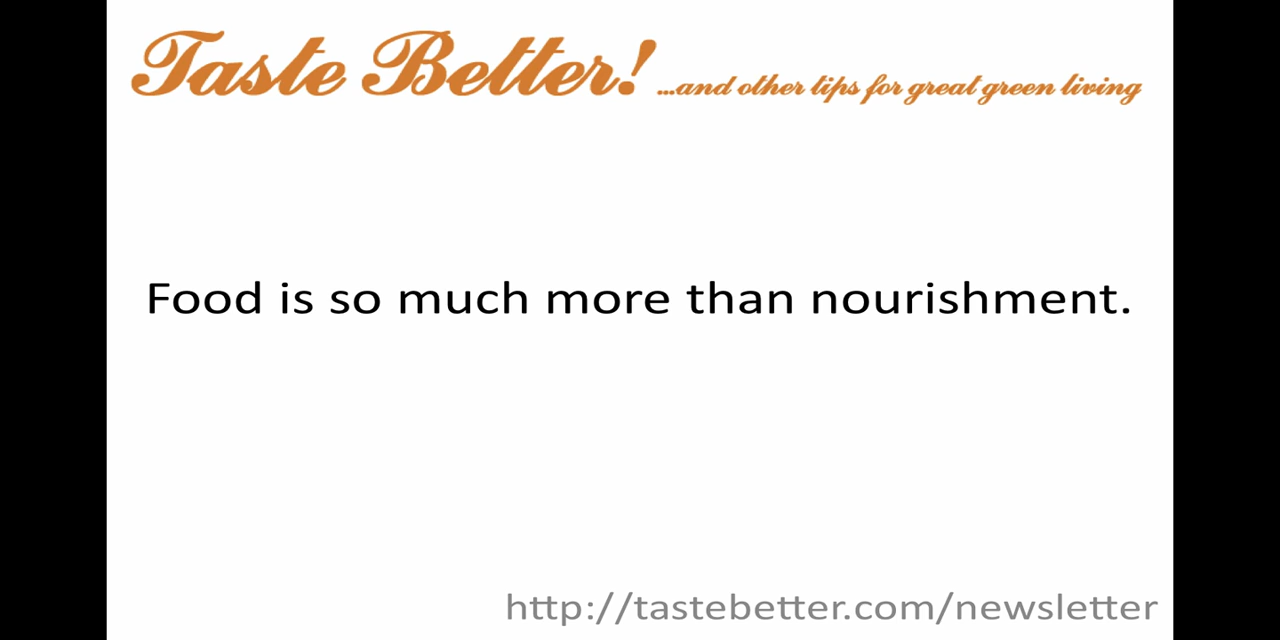 Taste Better! ...and other tips for great green living
Food is so much more than nourishment.
http://tastebetter.com/newsletter